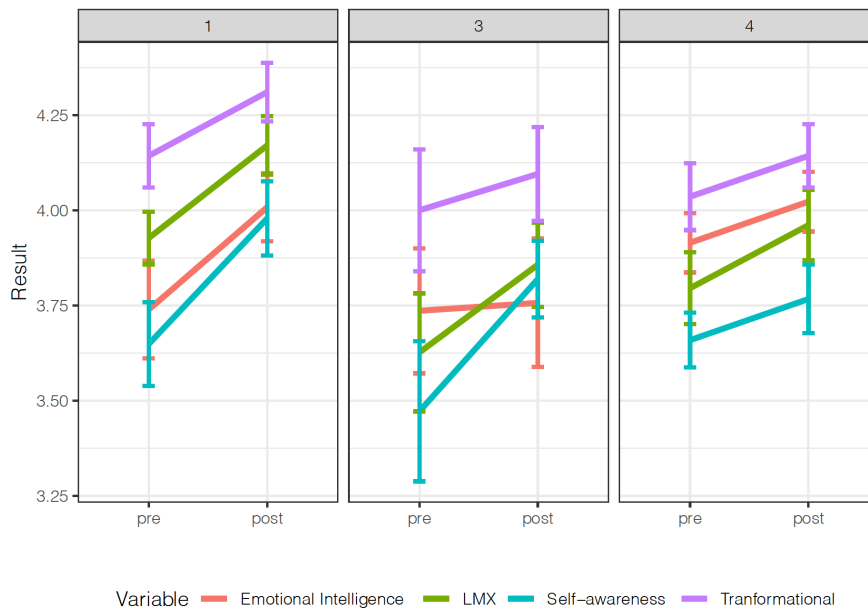 1 3 4
4.25
4.00
3.75
3.50
3.25
Result
pre post pre post pre post
Variable Emotional Intelligence LMX Self-awareness Tranformational